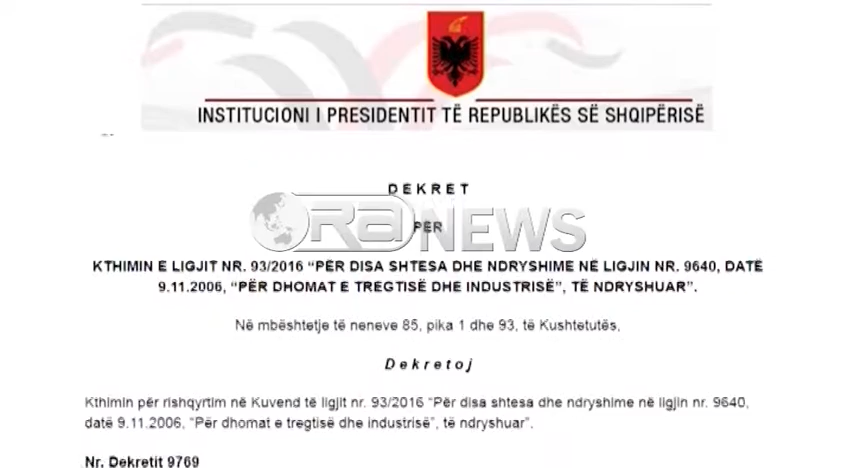 INSTITUCIONI I PRESIDENTIT TË REPUBLIKËS SË SHQIPËRISË
DEKRET
ORA NEWS
PËR
KTHIMIN E LIGJIT NR. 93/2016 “PËR DISA SHTESA DHE NDRYSHIME NË LIGJIN NR. 9640, DATË
9.11.2006, “PËR DHOMAT E TREGTISË DHE INDUSTRISË”, TË NDRYSHUAR”.
Në mbështetje të neneve 85, pika 1 dhe 93, të Kushtetutës,
Dekretoj
Kthimin për rishqyrtim në Kuvend të ligjit nr. 93/2016 “Për disa shtesa dhe ndryshime në ligjin nr. 9640,
datë 9.11.2006, “Për dhomat e tregtisë dhe industrisë”, të ndryshuar”.
Nr. Dekretit 9769